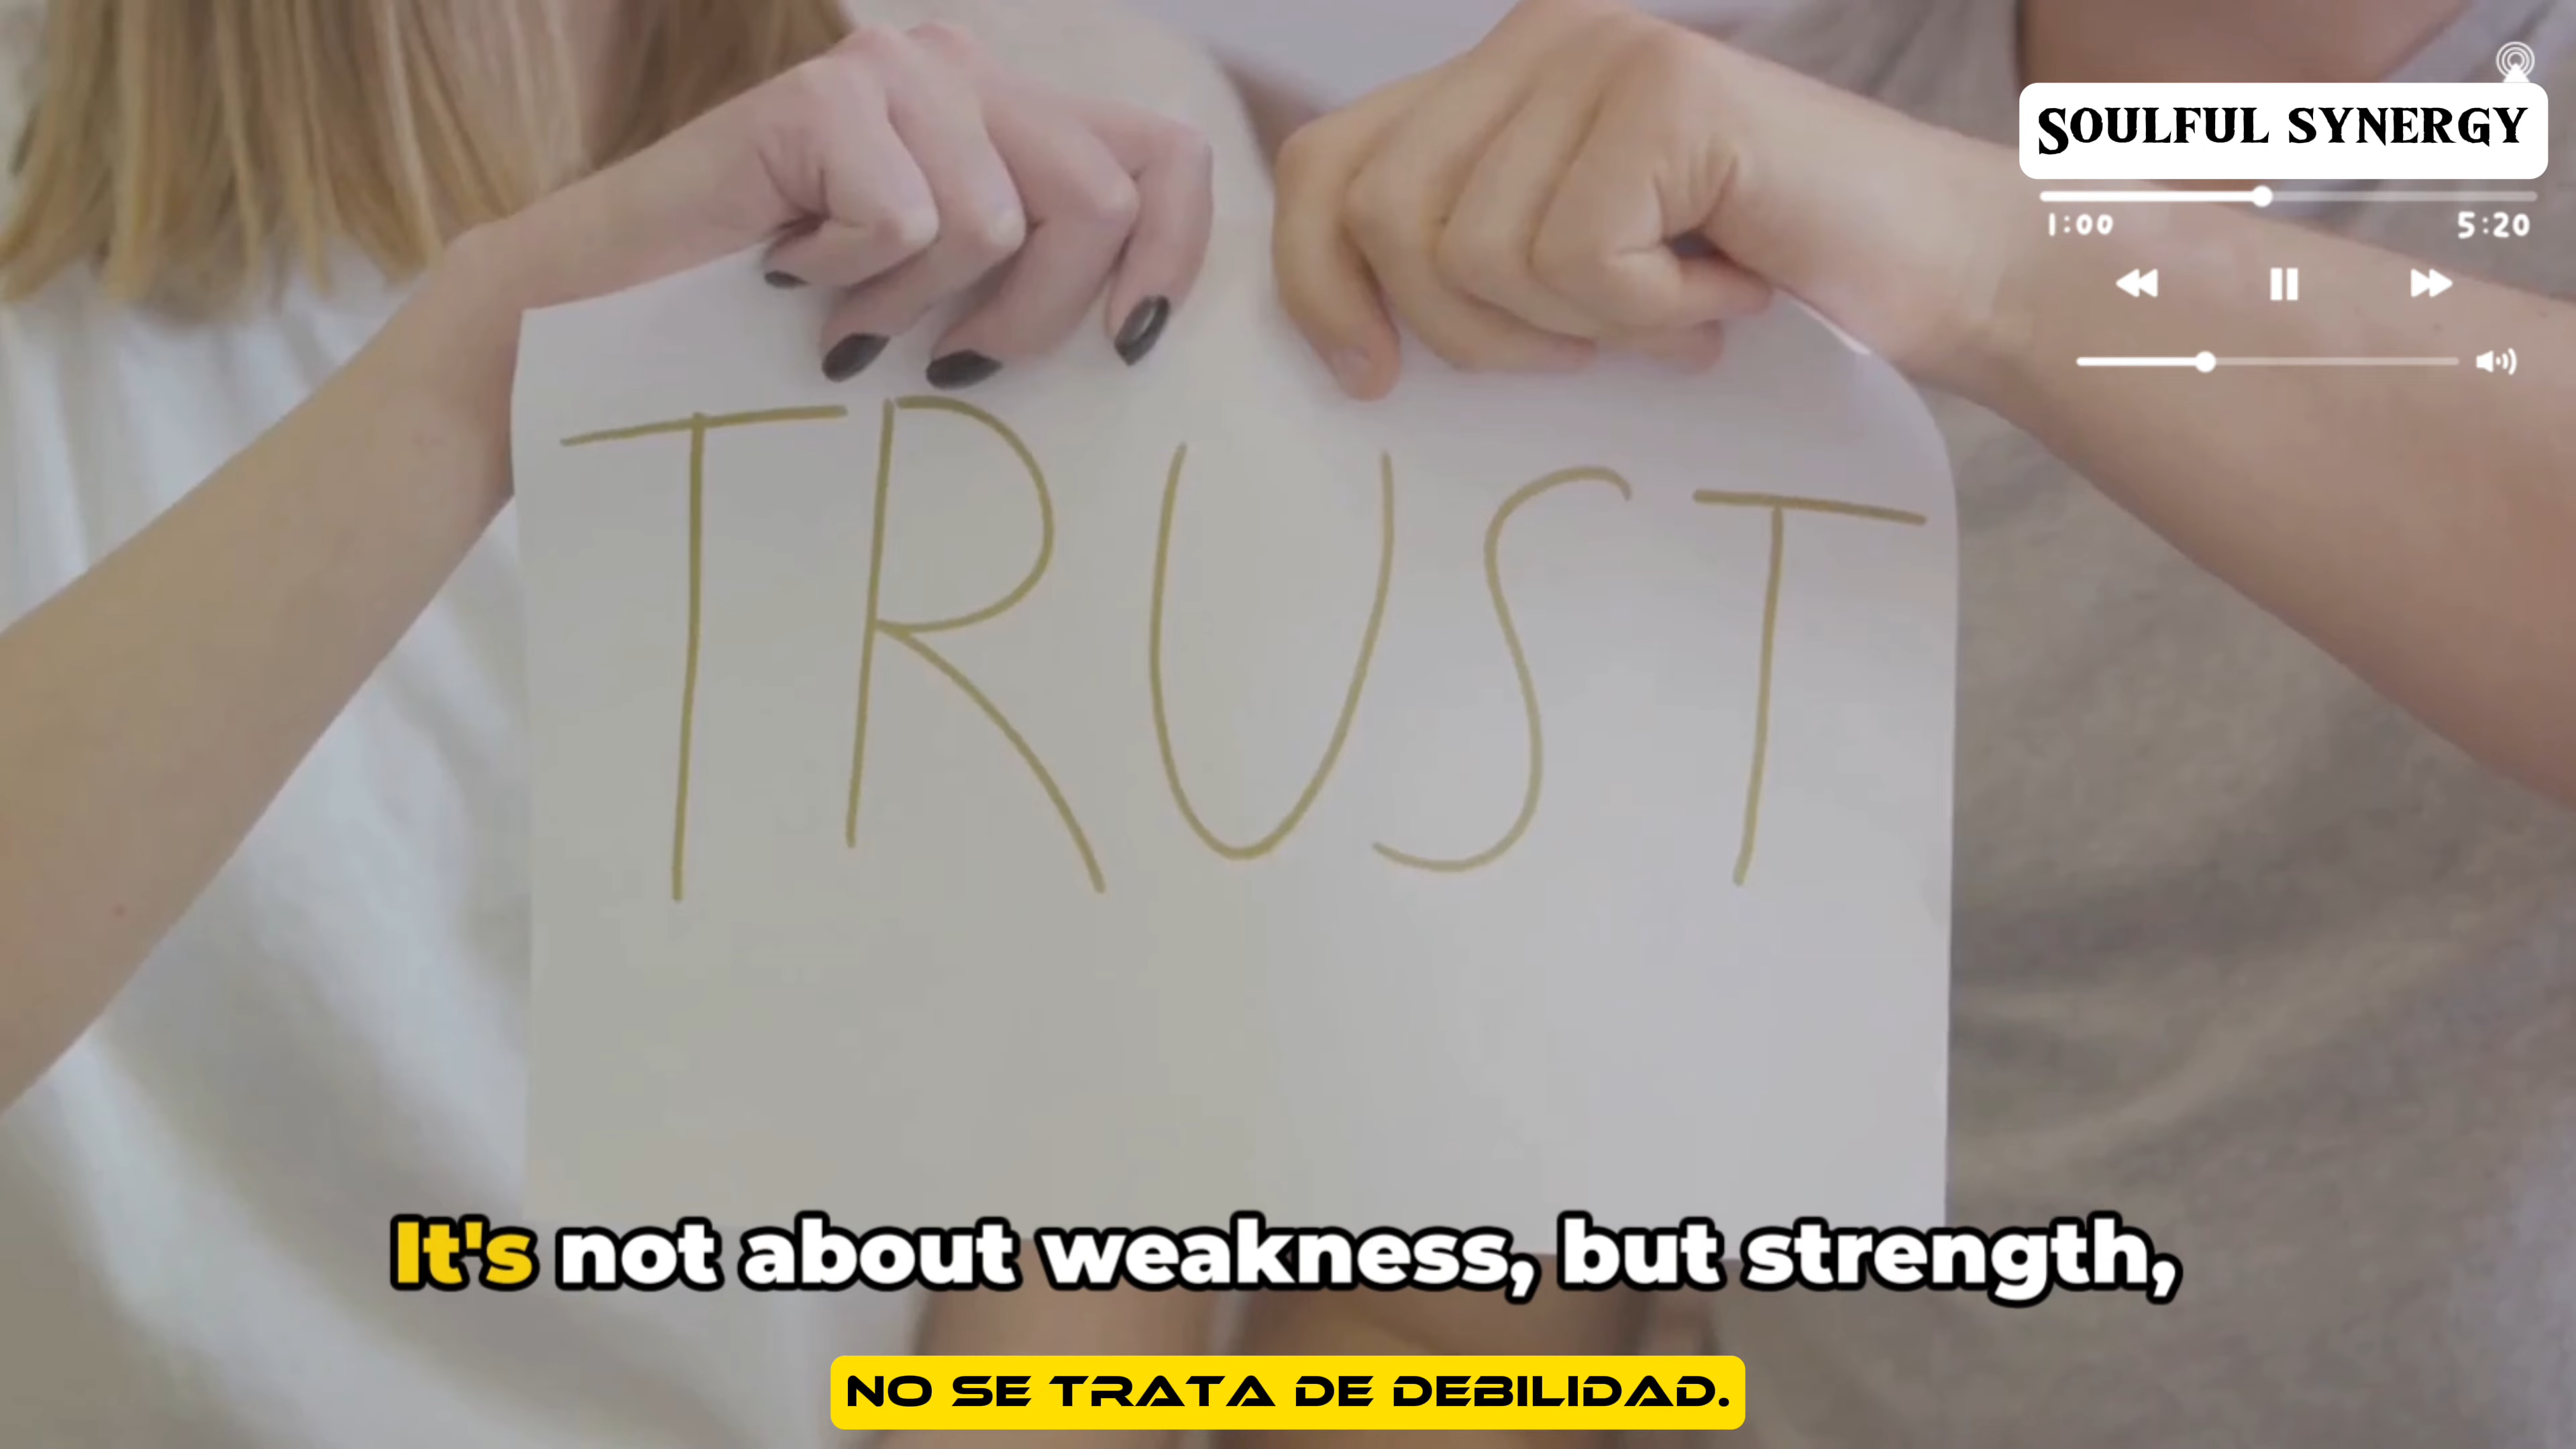 SOULFUL SYNERGY
1:00
5:20
TRUST
It's not about weakness, but strength,
NO SE TRATA DE DEBILIDAD.